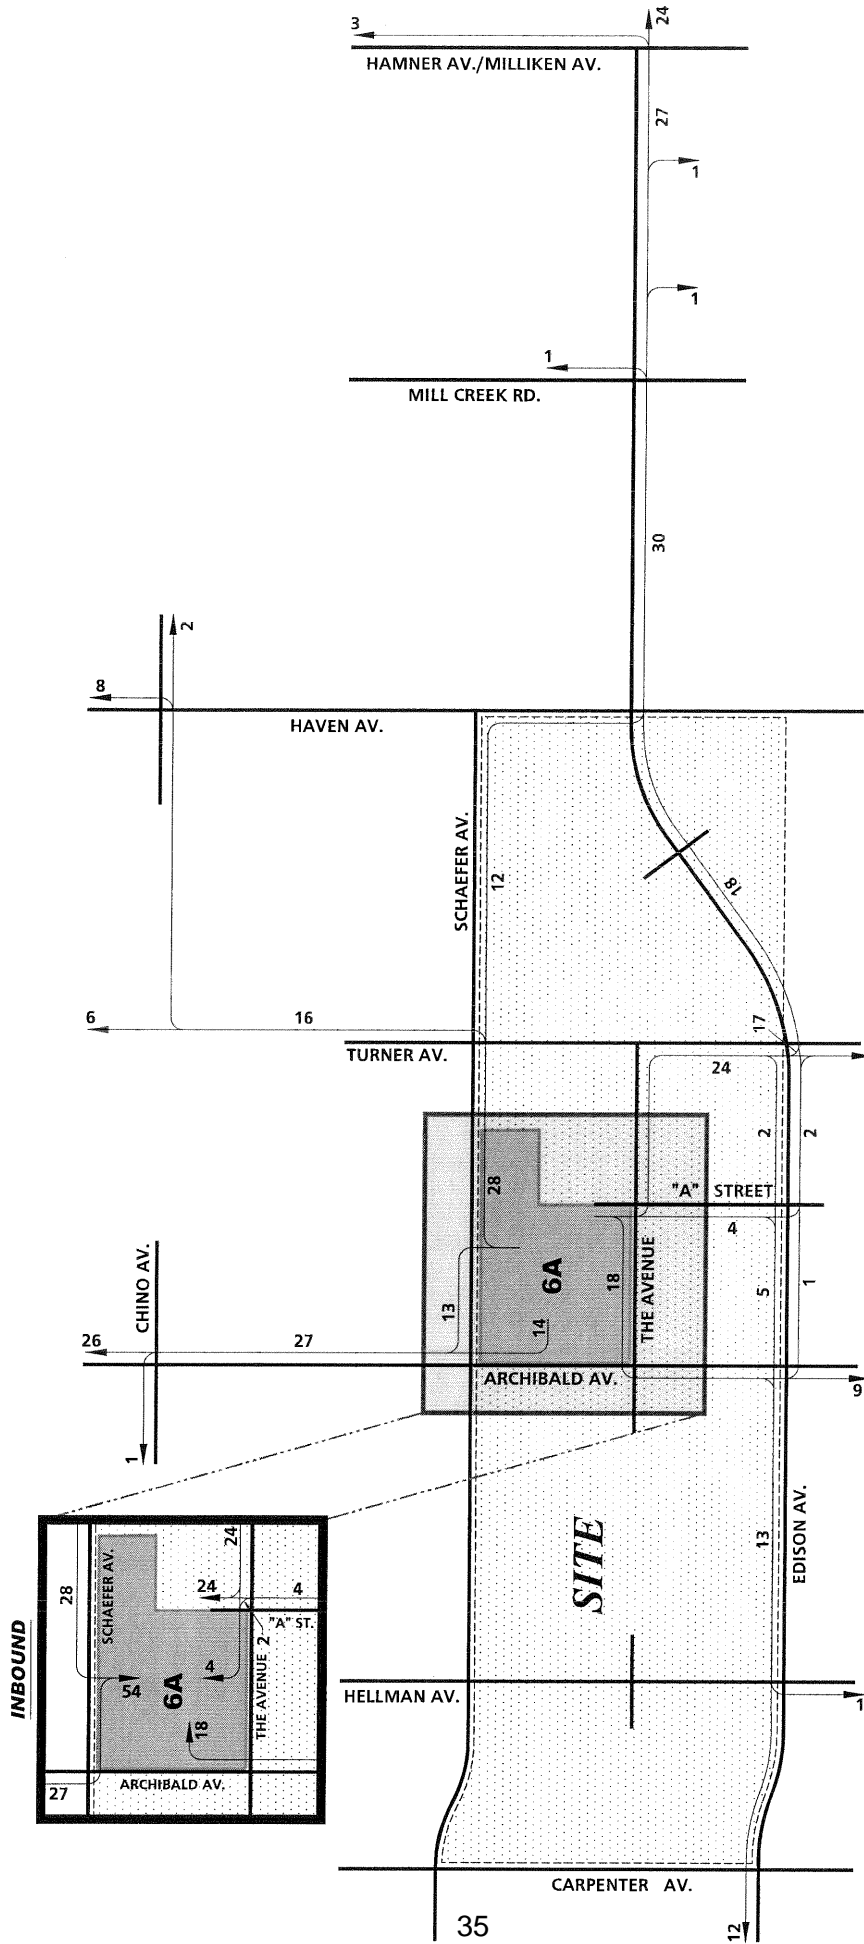 3
24
HAMNER AV./MILLIKEN AV.
27
1
1
1
MILL CREEK RD.
30
2
8
HAVEN AV.
SCHAEFER AV.
12
18
6
16
17
TURNER AV.
24
2
2
28
"A" STREET
4
CHINO AV.
6A
13
18
THE AVENUE
5
1
26
27
14
ARCHIBALD AV.
9
1
INBOUND
SCHAEFER AV.
24
28
24
4
"A" ST.
2
THE AVENUE
4
54
6A
18
ARCHIBALD AV.
27
SITE
13
EDISON AV.
HELLMAN AV.
1
CARPENTER AV.
12
35